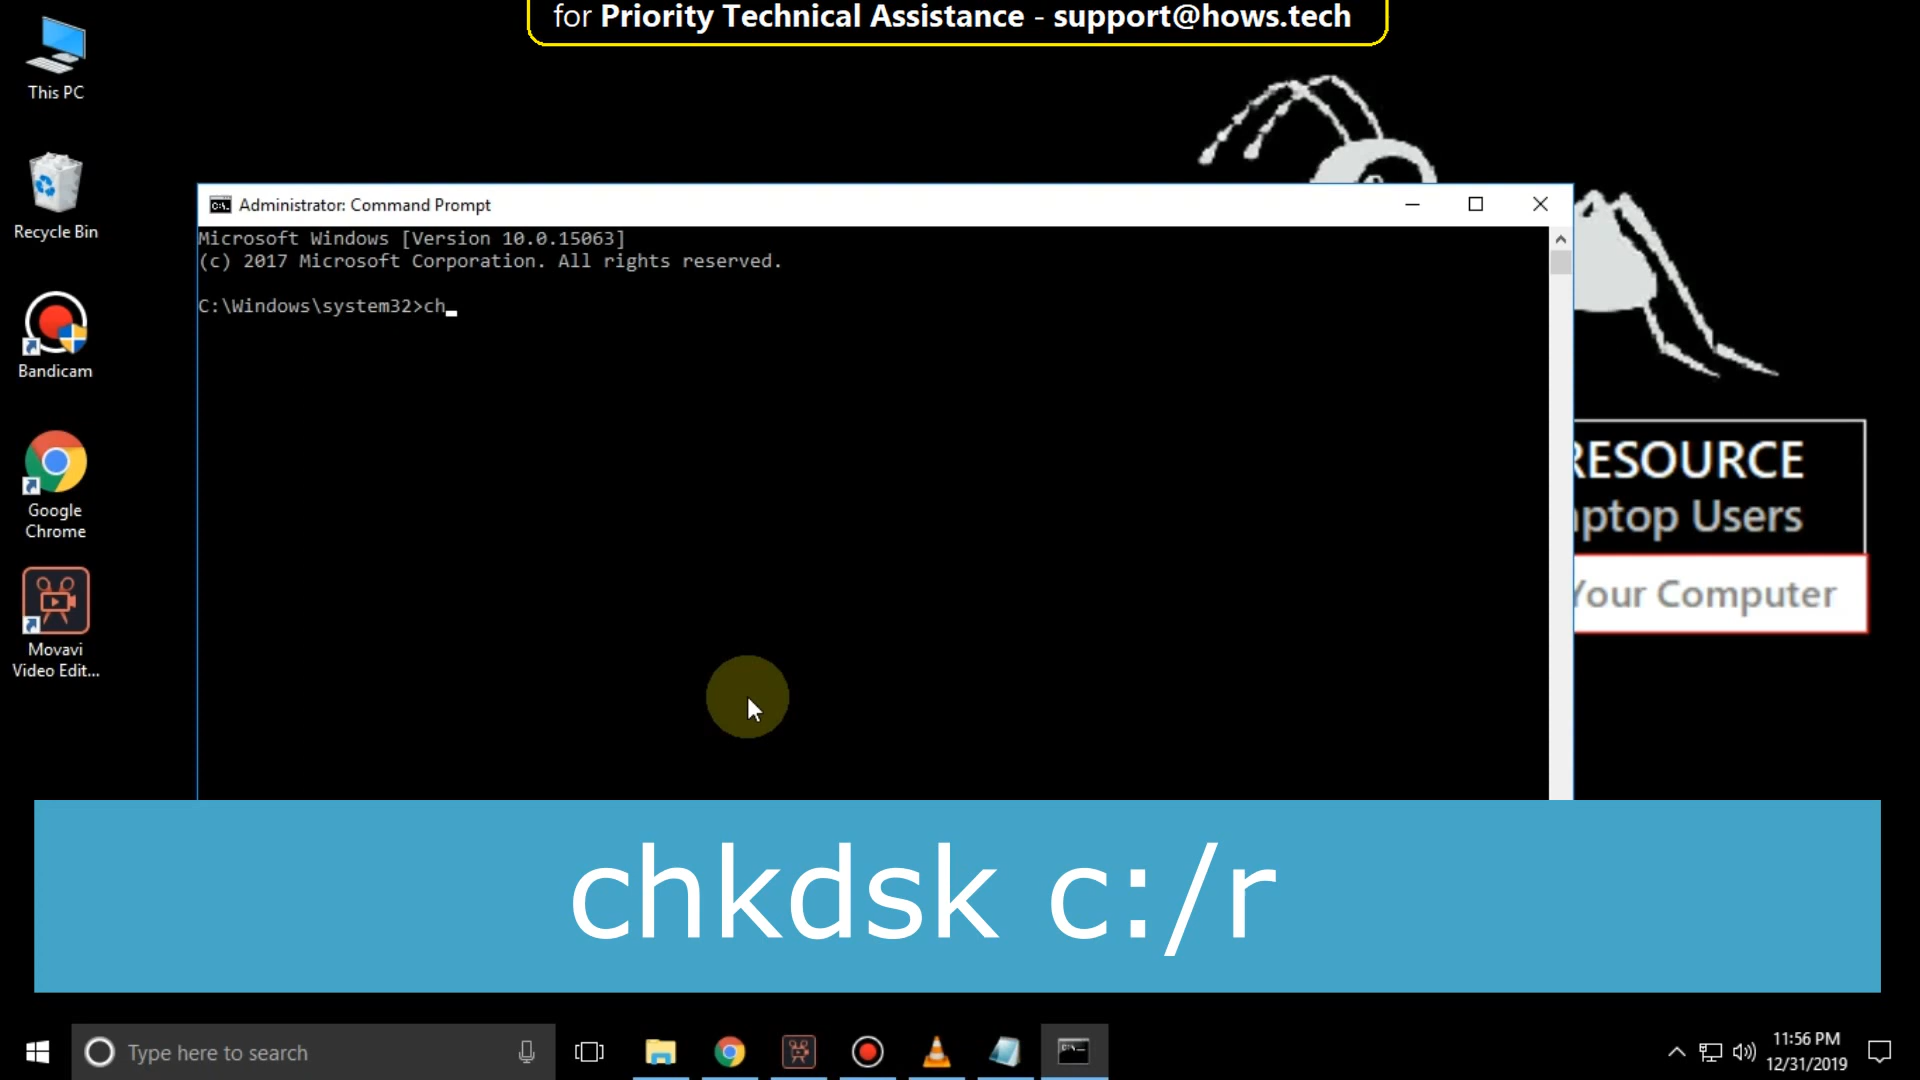 for Priority Technical Assistance - support@hows.tech
This PC
Recycle Bin
Bandicam
Google
Chrome
Movavi
Video Edit...
Administrator: Command Prompt
Microsoft Windows [Version 10.0.15063]
(c) 2017 Microsoft Corporation. All rights reserved.
C:\Windows\system32>ch_
RESOURCE
aptop Users
Your Computer
chkdsk c:/r
Type here to search
11:56 PM
12/31/2019